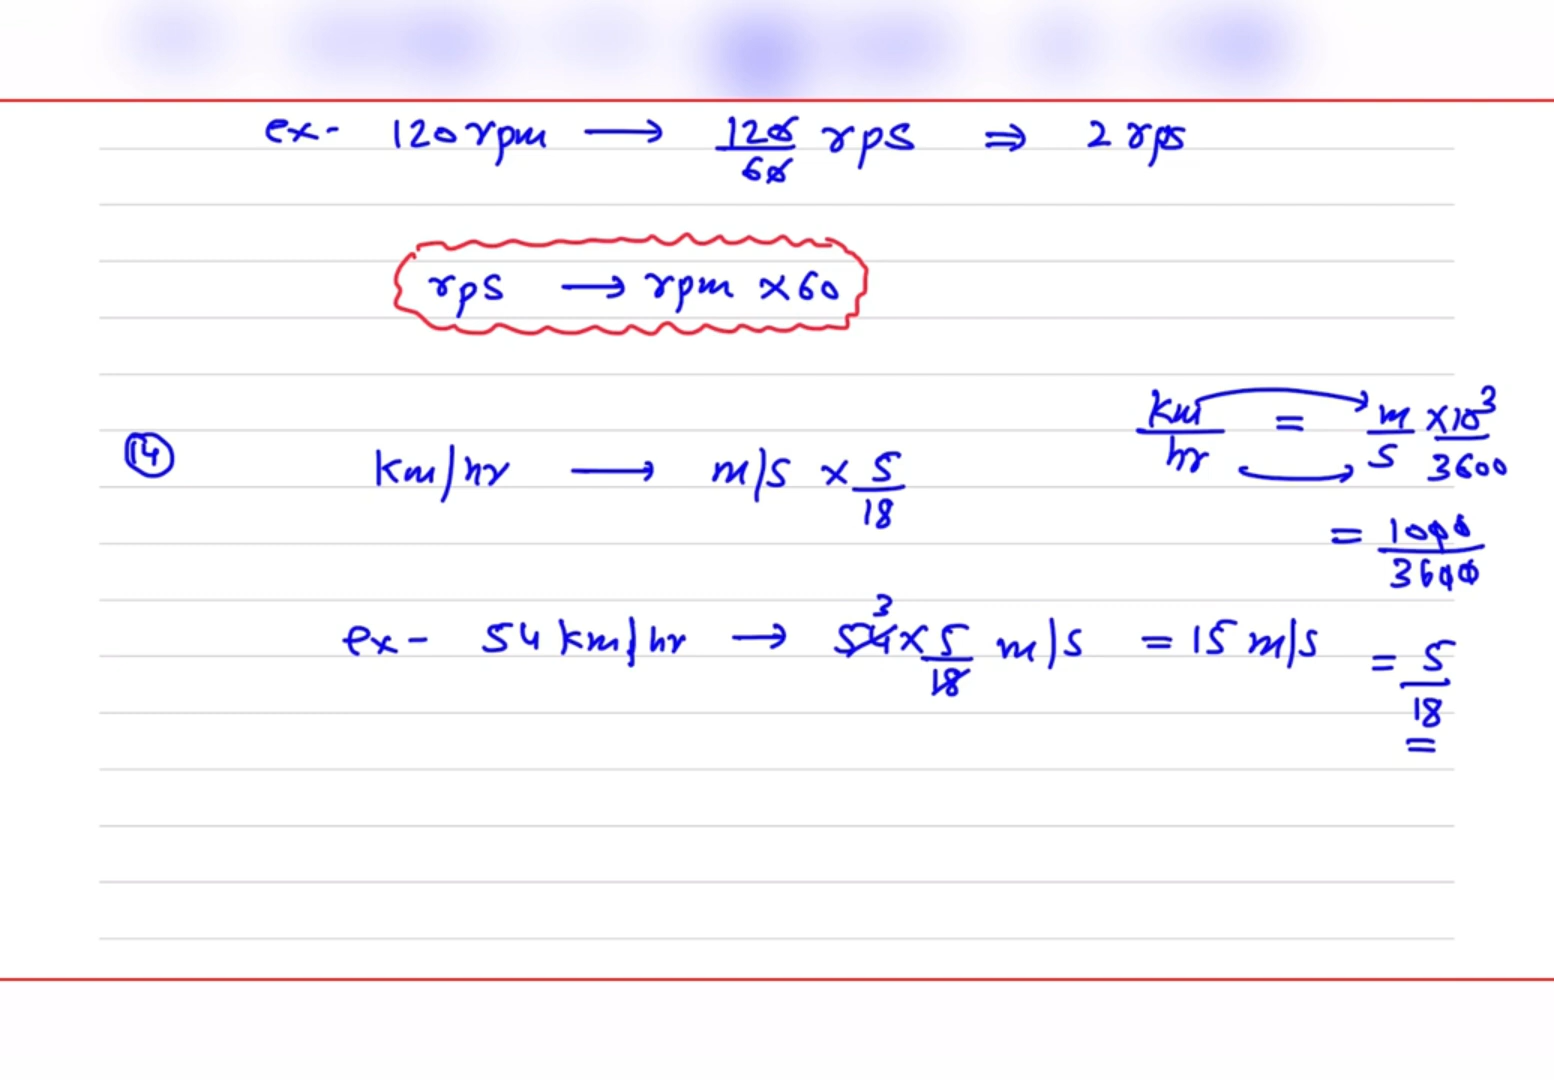 ex- 120 rpm → 120/60 rps ⇒ 2 rps
rps → rpm ×60
14 km/hr → m/s × 5/18
km/hr = m/s × 10³/3600
= 1000/3600
ex- 54 km/hr → 54 3 × 5/18 m/s = 15 m/s
= 5/18
=